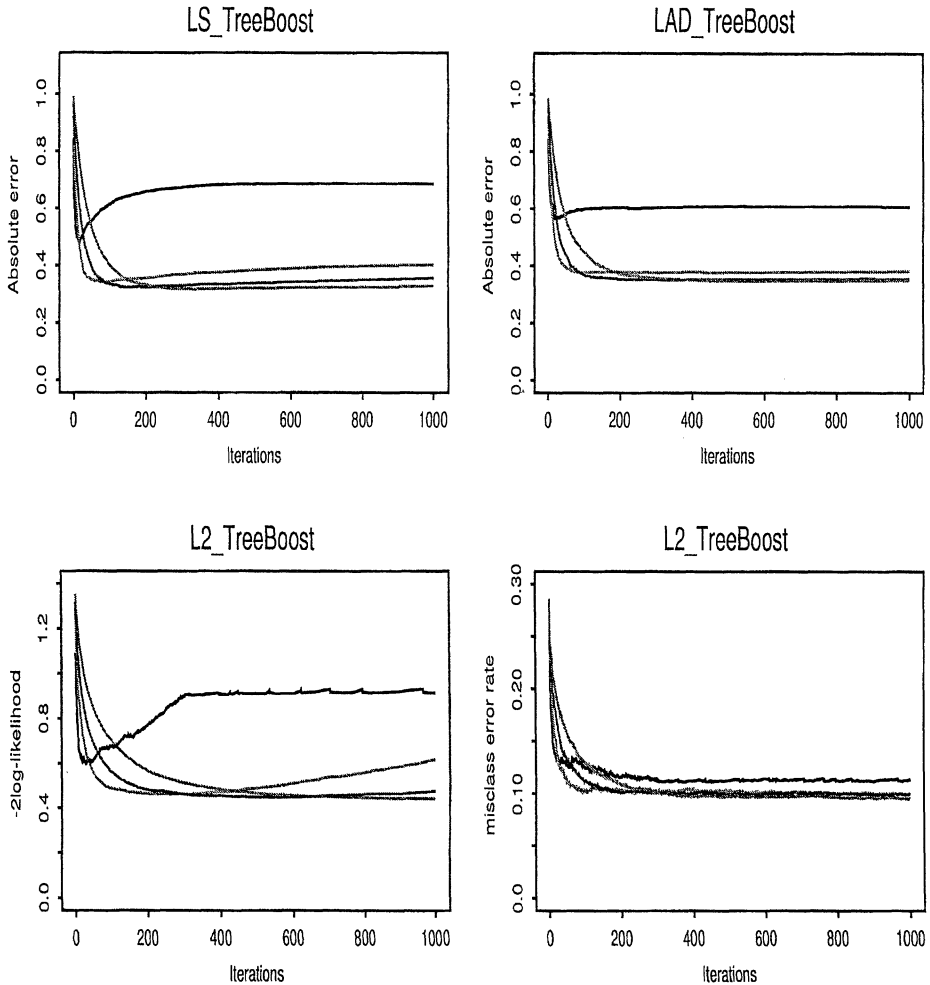 LS_TreeBoost
Absolute error
1.0
0.8
0.6
0.4
0.2
0.0
0 200 400 600 800 1000
Iterations
LAD_TreeBoost
Absolute error
1.0
0.8
0.6
0.4
0.2
0.0
0 200 400 600 800 1000
Iterations
L2_TreeBoost
-2log-likelihood
1.2
0.8
0.4
0.0
0 200 400 600 800 1000
Iterations
L2_TreeBoost
misclass error rate
0.30
0.20
0.10
0.0
0 200 400 600 800 1000
Iterations